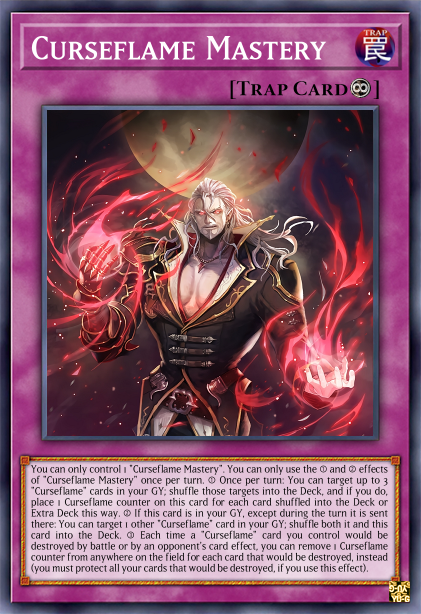 CURSEFLAME MASTERY
TRAP
罠
[TRAP CARD♾]
You can only control 1 "Curseflame Mastery". You can only use the ① and ② effects
of "Curseflame Mastery" once per turn. ① Once per turn: You can target up to 3
"Curseflame" cards in your GY; shuffle those targets into the Deck, and if you do,
place 1 Curseflame counter on this card for each card shuffled into the Deck or
Extra Deck this way. ② If this card is in your GY, except during the turn it is sent
there: You can target 1 other "Curseflame" card in your GY; shuffle both it and this
card into the Deck. ③ Each time a "Curseflame" card you control would be
destroyed by battle or by an opponent's card effect, you can remove 1 Curseflame
counter from anywhere on the field for each card that would be destroyed, instead
(you must protect all your cards that would be destroyed, if you use this effect).